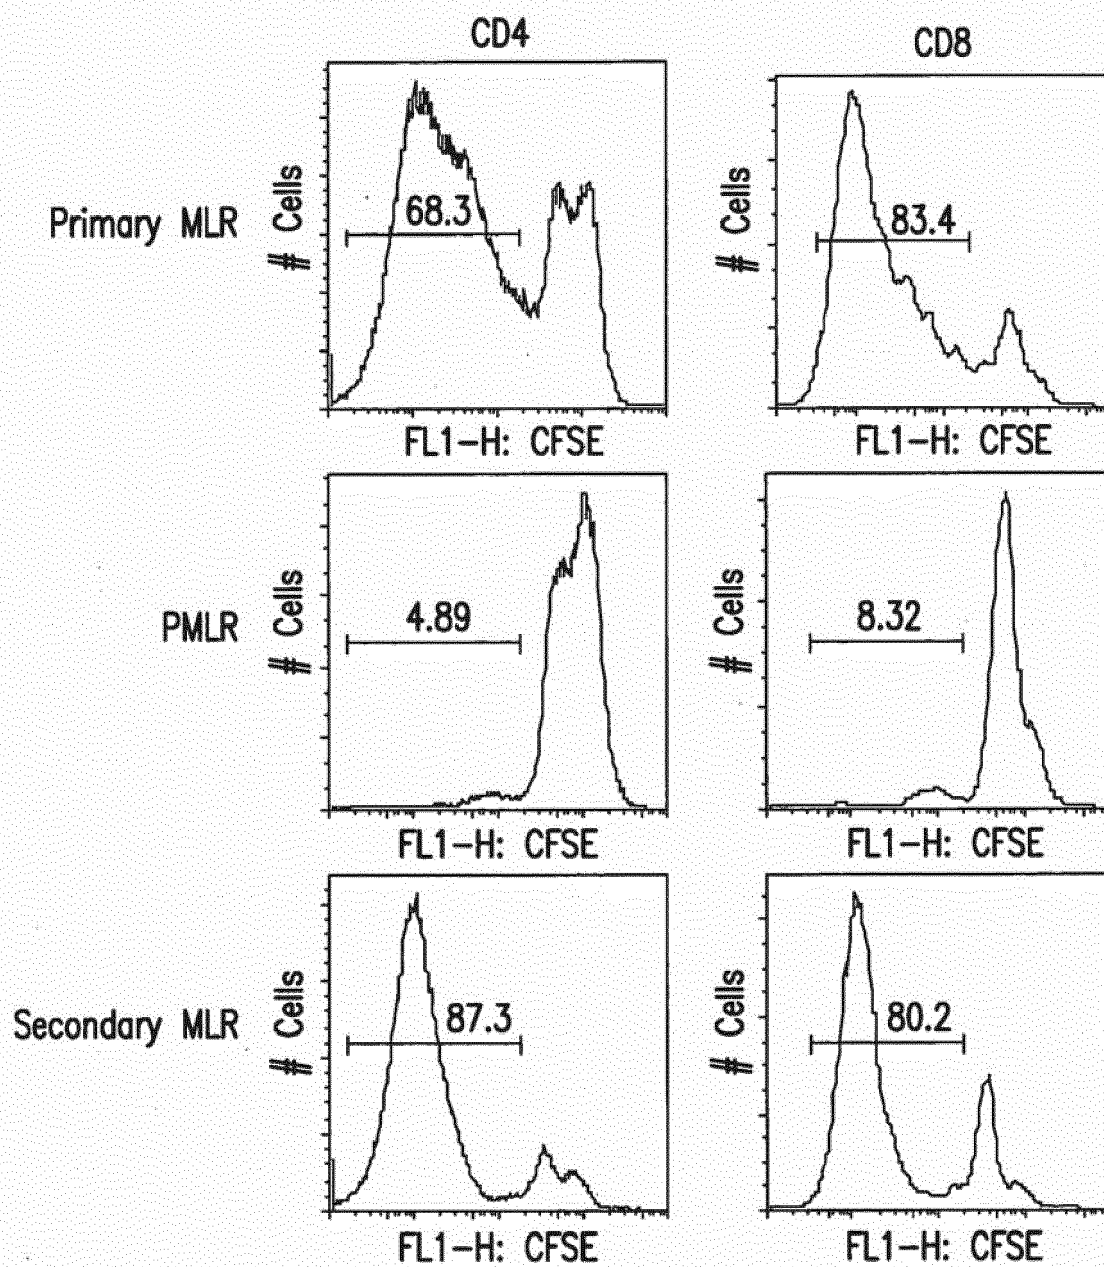 CD4
CD8
Primary MLR
# Cells
68.3
FL1-H: CFSE
# Cells
83.4
FL1-H: CFSE
PMLR
# Cells
4.89
FL1-H: CFSE
# Cells
8.32
FL1-H: CFSE
Secondary MLR
# Cells
87.3
FL1-H: CFSE
# Cells
80.2
FL1-H: CFSE